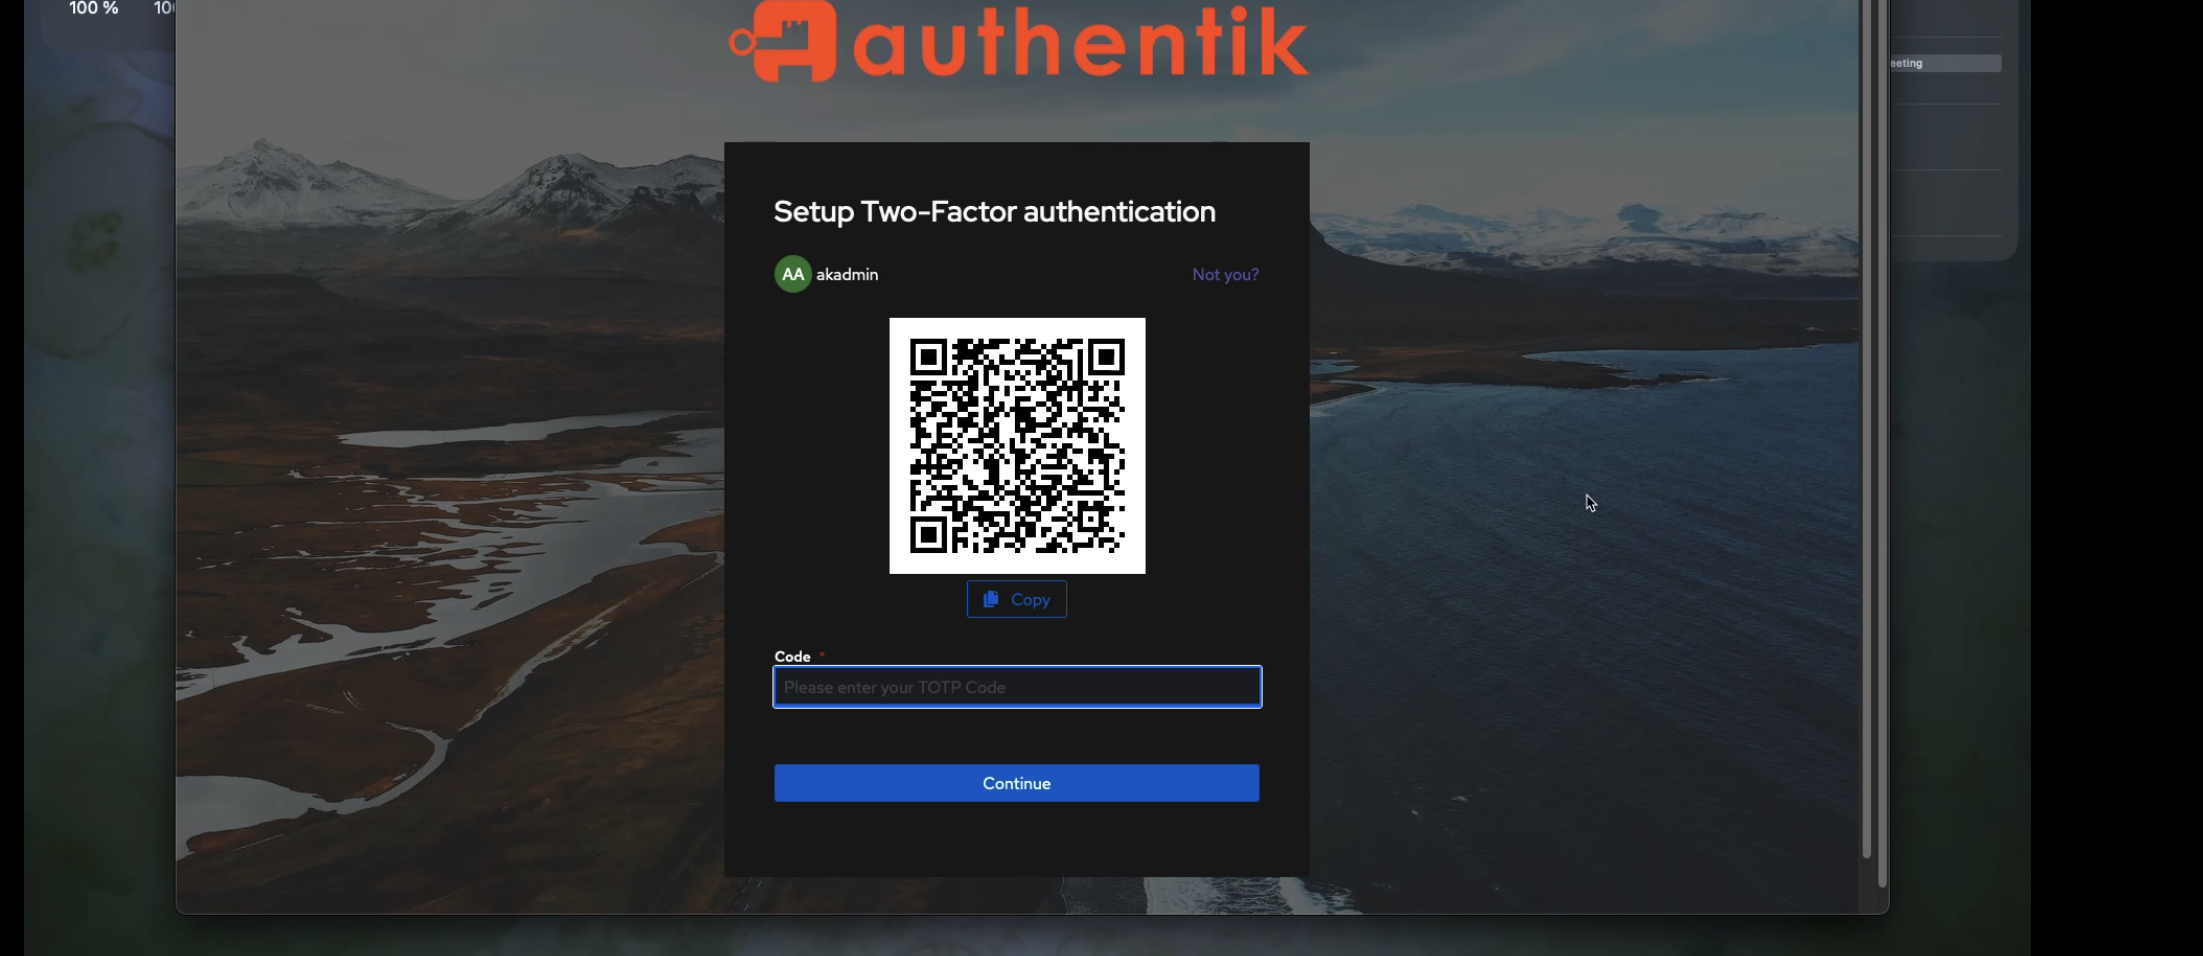 100 %
authentik
eeting
Setup Two-Factor authentication
AA akadmin
Not you?
Copy
Code *
Please enter your TOTP Code
Continue